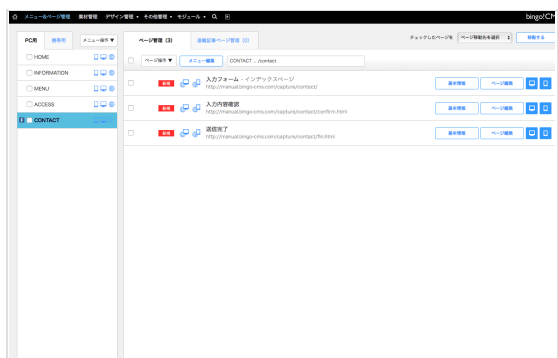 メニュー&ページ管理 素材管理 デザイン管理 その他管理 モジュール bingo!CM
PC用 携帯用 メニュー操作▼
ページ管理 (3) 連載記事ページ管理 (0) チェックしたページを ページ移動先を選択 移動する
ページ操作▼ メニュー編集 CONTACT ... /contact
HOME
INFORMATION
MENU
ACCESS
CONTACT
入力フォーム - インデックスページ 基本情報 ページ編集
http://manual.bingo-cms.com/capture/contact/
入力内容確認 基本情報 ページ編集
http://manual.bingo-cms.com/capture/contact/confirm.html
送信完了 基本情報 ページ編集
http://manual.bingo-cms.com/capture/contact/fin.html